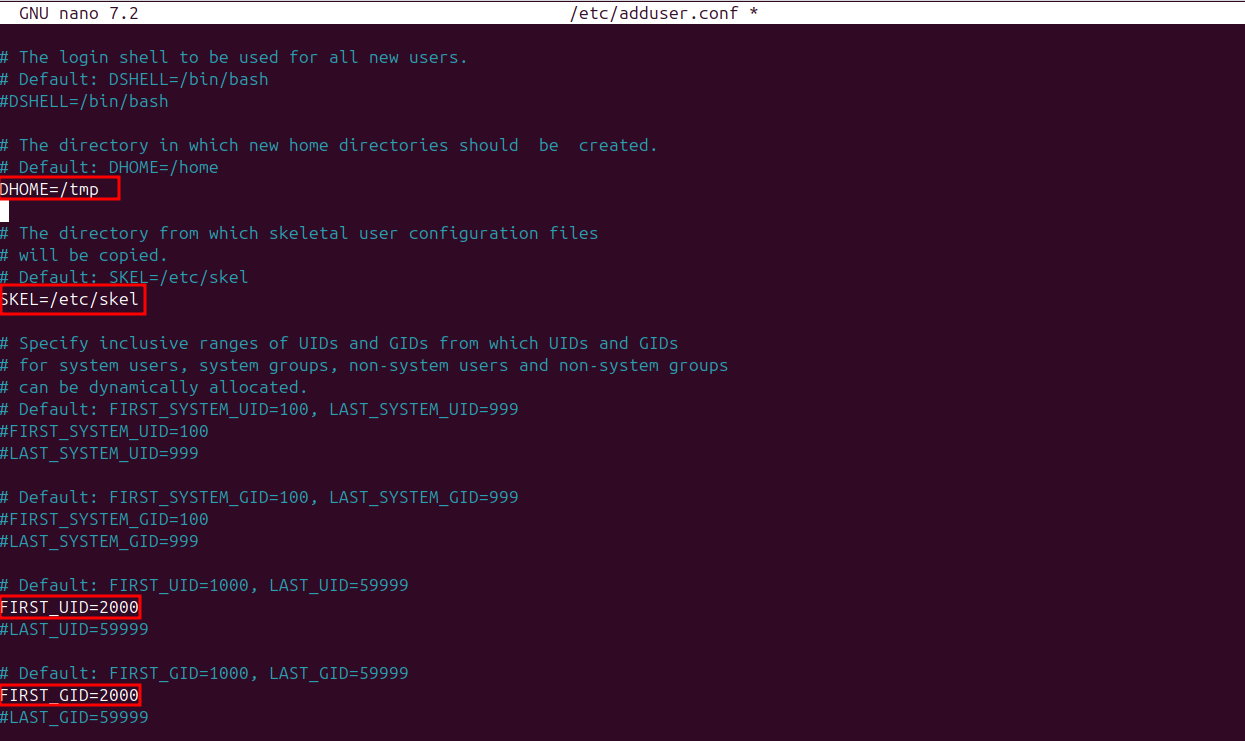 GNU nano 7.2 /etc/adduser.conf *
# The login shell to be used for all new users.
# Default: DSHELL=/bin/bash
#DSHELL=/bin/bash
# The directory in which new home directories should  be  created.
# Default: DHOME=/home
DHOME=/tmp
# The directory from which skeletal user configuration files
# will be copied.
# Default: SKEL=/etc/skel
SKEL=/etc/skel
# Specify inclusive ranges of UIDs and GIDs from which UIDs and GIDs
# for system users, system groups, non-system users and non-system groups
# can be dynamically allocated.
# Default: FIRST_SYSTEM_UID=100, LAST_SYSTEM_UID=999
#FIRST_SYSTEM_UID=100
#LAST_SYSTEM_UID=999
# Default: FIRST_SYSTEM_GID=100, LAST_SYSTEM_GID=999
#FIRST_SYSTEM_GID=100
#LAST_SYSTEM_GID=999
# Default: FIRST_UID=1000, LAST_UID=59999
FIRST_UID=2000
#LAST_UID=59999
# Default: FIRST_GID=1000, LAST_GID=59999
FIRST_GID=2000
#LAST_GID=59999